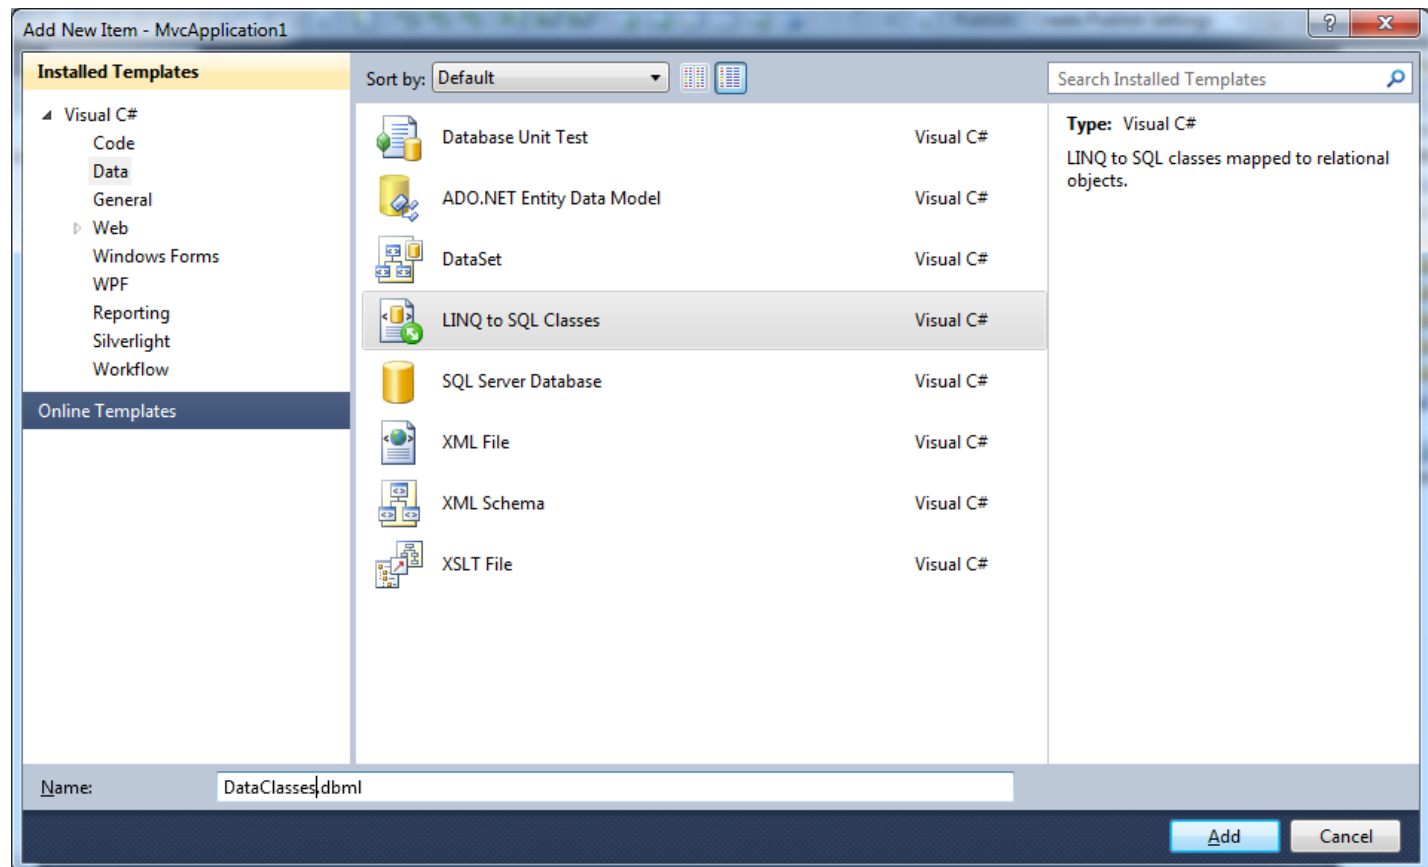 Add New Item - MvcApplication1
Installed Templates
Visual C#
Code
Data
General
Web
Windows Forms
WPF
Reporting
Silverlight
Workflow
Online Templates
Sort by: Default
Search Installed Templates
Database Unit Test Visual C#
ADO.NET Entity Data Model Visual C#
DataSet Visual C#
LINQ to SQL Classes Visual C#
SQL Server Database Visual C#
XML File Visual C#
XML Schema Visual C#
XSLT File Visual C#
Type: Visual C#
LINQ to SQL classes mapped to relational
objects.
Name: DataClasses.dbml
Add Cancel